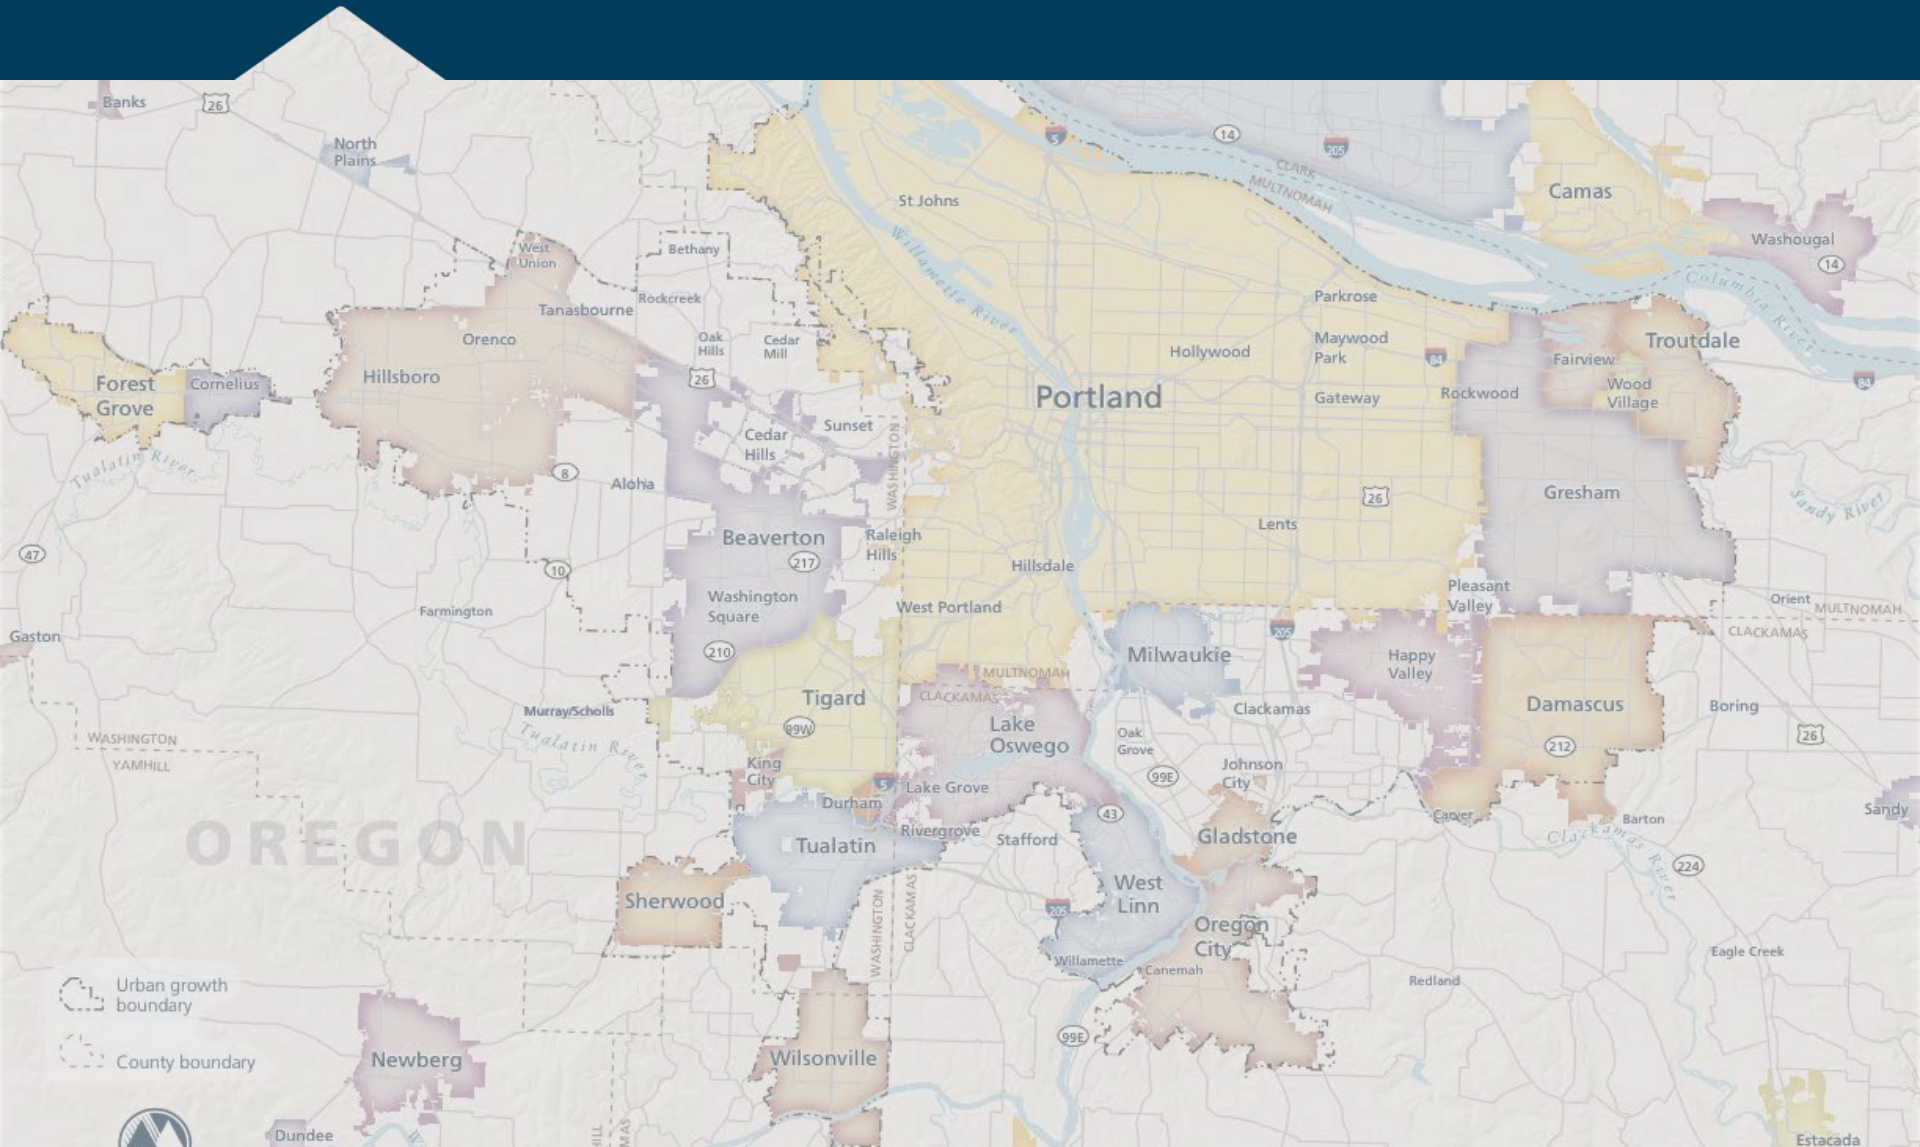 Banks
26
North
Plains
5
14
205
CLARK
MULTNOMAH
St Johns
Camas
Washougal
14
Willamette River
West
Union
Bethany
Columbia River
Rockcreek
Tanasbourne
Parkrose
Orenco
Oak
Hills
Cedar
Mill
Hollywood
Maywood
Park
84
Troutdale
Fairview
Hillsboro
26
Forest
Grove
Cornelius
Portland
Gateway
Rockwood
Wood
Village
84
Sunset
Cedar
Hills
WASHINGTON
Tualatin River
8
Aloha
26
Gresham
Sandy River
Lents
Beaverton
Raleigh
Hills
217
47
10
Hillsdale
Washington
Square
West Portland
Pleasant
Valley
Orient
MULTNOMAH
CLACKAMAS
Farmington
Gaston
205
210
Milwaukie
Happy
Valley
MULTNOMAH
CLACKAMAS
Tigard
Damascus
Boring
Murray/Scholls
Clackamas
99W
Lake
Oswego
Oak
Grove
212
26
WASHINGTON
YAMHILL
Tualatin River
King
City
99E
Johnson
City
5
Lake Grove
Durham
43
Carver
Barton
Sandy
OREGON
Rivergrove
Stafford
Gladstone
Clackamas River
Tualatin
224
Sherwood
West
Linn
205
WASHINGTON
CLACKAMAS
Oregon
City
Eagle Creek
Willamette
Canemah
Redland
Urban growth
boundary
99E
County boundary
Newberg
Wilsonville
Dundee
W
HILL
MAS
Estacada